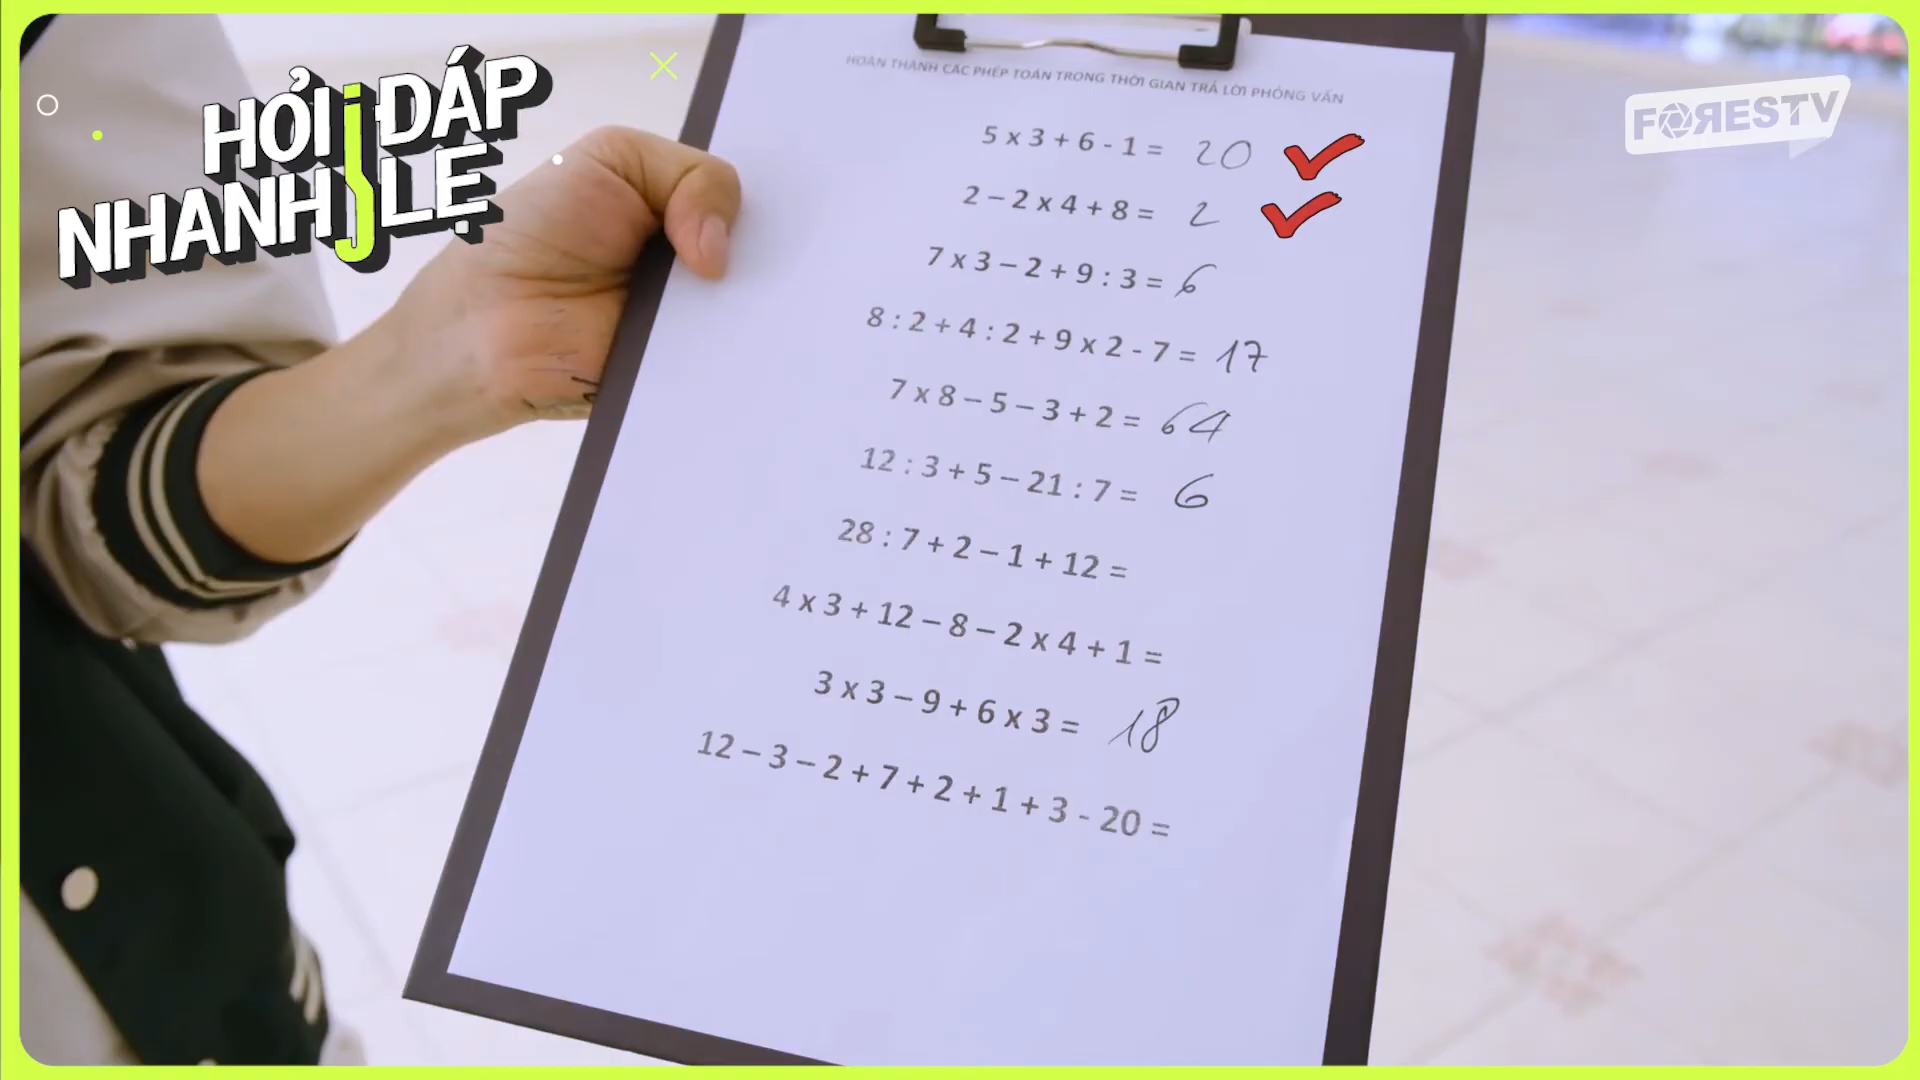 HỎI ĐÁP
NHANH LẸ
FORESTV
HOÀN THÀNH CÁC PHÉP TOÁN TRONG THỜI GIAN TRẢ LỜI PHỎNG VẤN
5 x 3 + 6 - 1 = 20
2 – 2 x 4 + 8 = 2
7 x 3 – 2 + 9 : 3 = 6
8 : 2 + 4 : 2 + 9 x 2 - 7 = 17
7 x 8 – 5 – 3 + 2 = 64
12 : 3 + 5 – 21 : 7 = 6
28 : 7 + 2 – 1 + 12 =
4 x 3 + 12 – 8 – 2 x 4 + 1 =
3 x 3 – 9 + 6 x 3 = 18
12 – 3 – 2 + 7 + 2 + 1 + 3 - 20 =